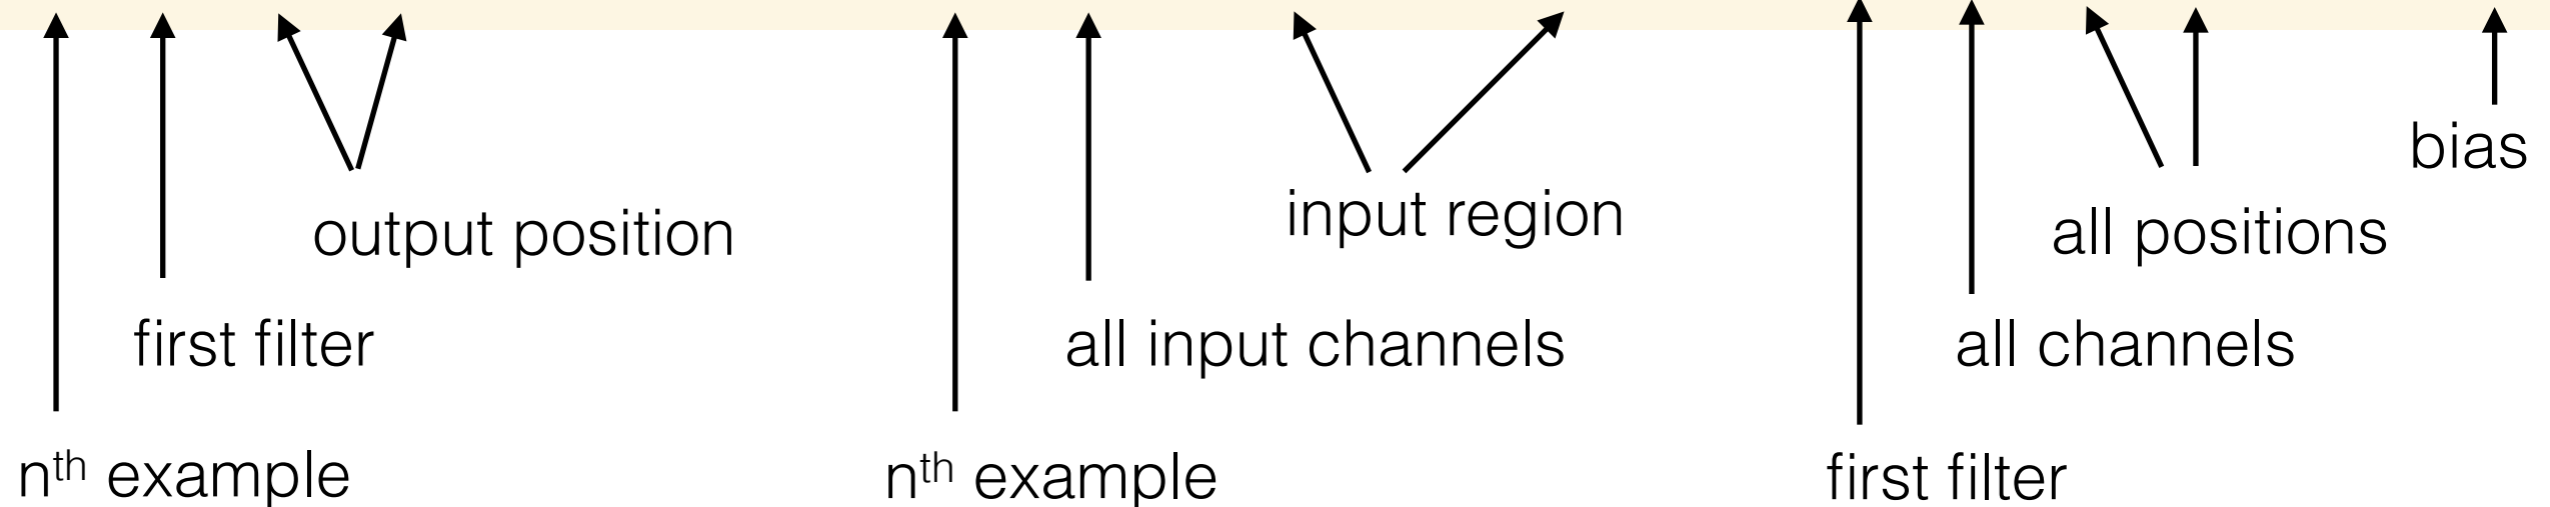 bias
input region
output position
all positions
first filter
all input channels
all channels
nth example
nth example
first filter